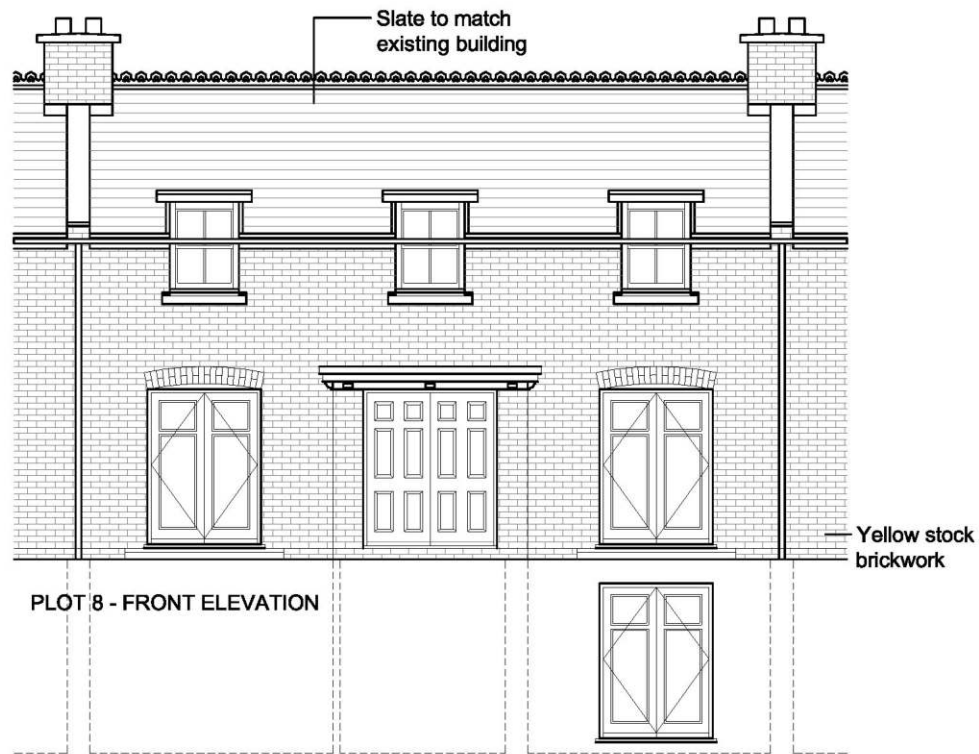 Slate to match
existing building
Yellow stock
brickwork
PLOT 8 - FRONT ELEVATION